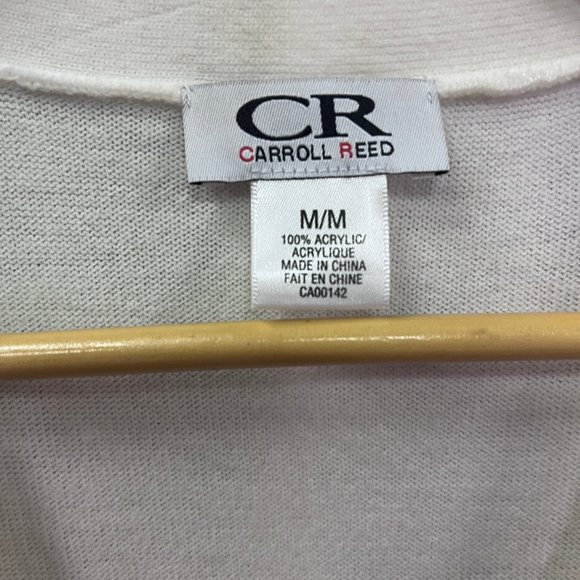 CR
CARROLL REED
M/M
100% ACRYLIC/
ACRYLIQUE
MADE IN CHINA
FAIT EN CHINE
CA00142